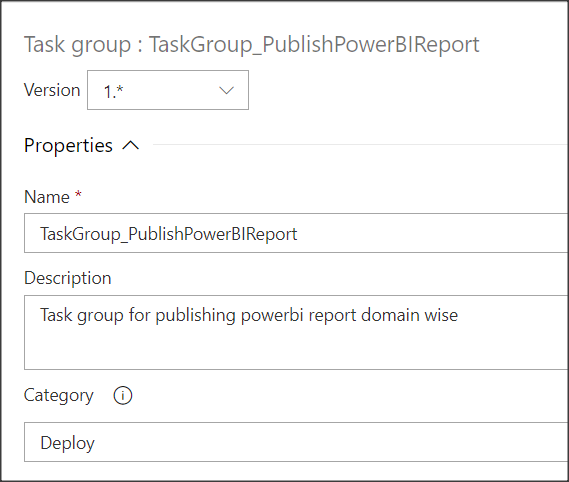 Task group : TaskGroup_PublishPowerBIReport
Version 1.*
Properties
Name *
TaskGroup_PublishPowerBIReport
Description
Task group for publishing powerbi report domain wise
Category
Deploy